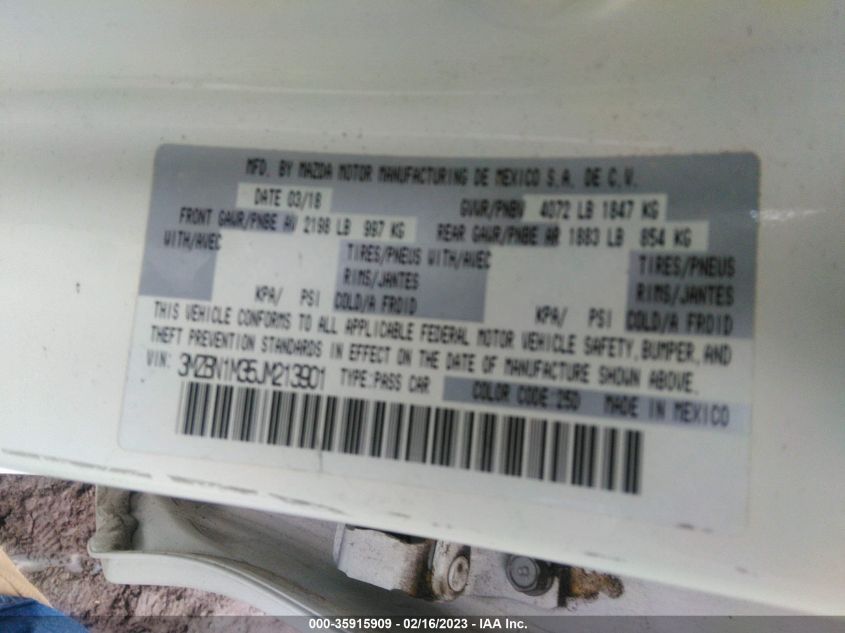 MFD. BY MAZDA MOTOR MANUFACTURING DE MEXICO S.A. DE C.V.
DATE 03/18 GVWR/PNBV 4072 LB 1847 KG
FRONT GAWR/PNBE AV 2198 LB 997 KG REAR GAWR/PNBE AR 1883 LB 854 KG
WITH/AVEC TIRES/PNEUS WITH/AVEC TIRES/PNEUS
RIMS/JANTES RIMS/JANTES
KPA/ PSI COLD/A FROID KPA/ PSI COLD/A FROID
THIS VEHICLE CONFORMS TO ALL APPLICABLE FEDERAL MOTOR VEHICLE SAFETY, BUMPER, AND
THEFT PREVENTION STANDARDS IN EFFECT ON THE DATE OF MANUFACTURE SHOWN ABOVE.
VIN: 3MZBN1M35JM213901 TYPE:PASS CAR COLOR CODE:25D MADE IN MEXICO
000-35915909 - 02/16/2023 - IAA Inc.